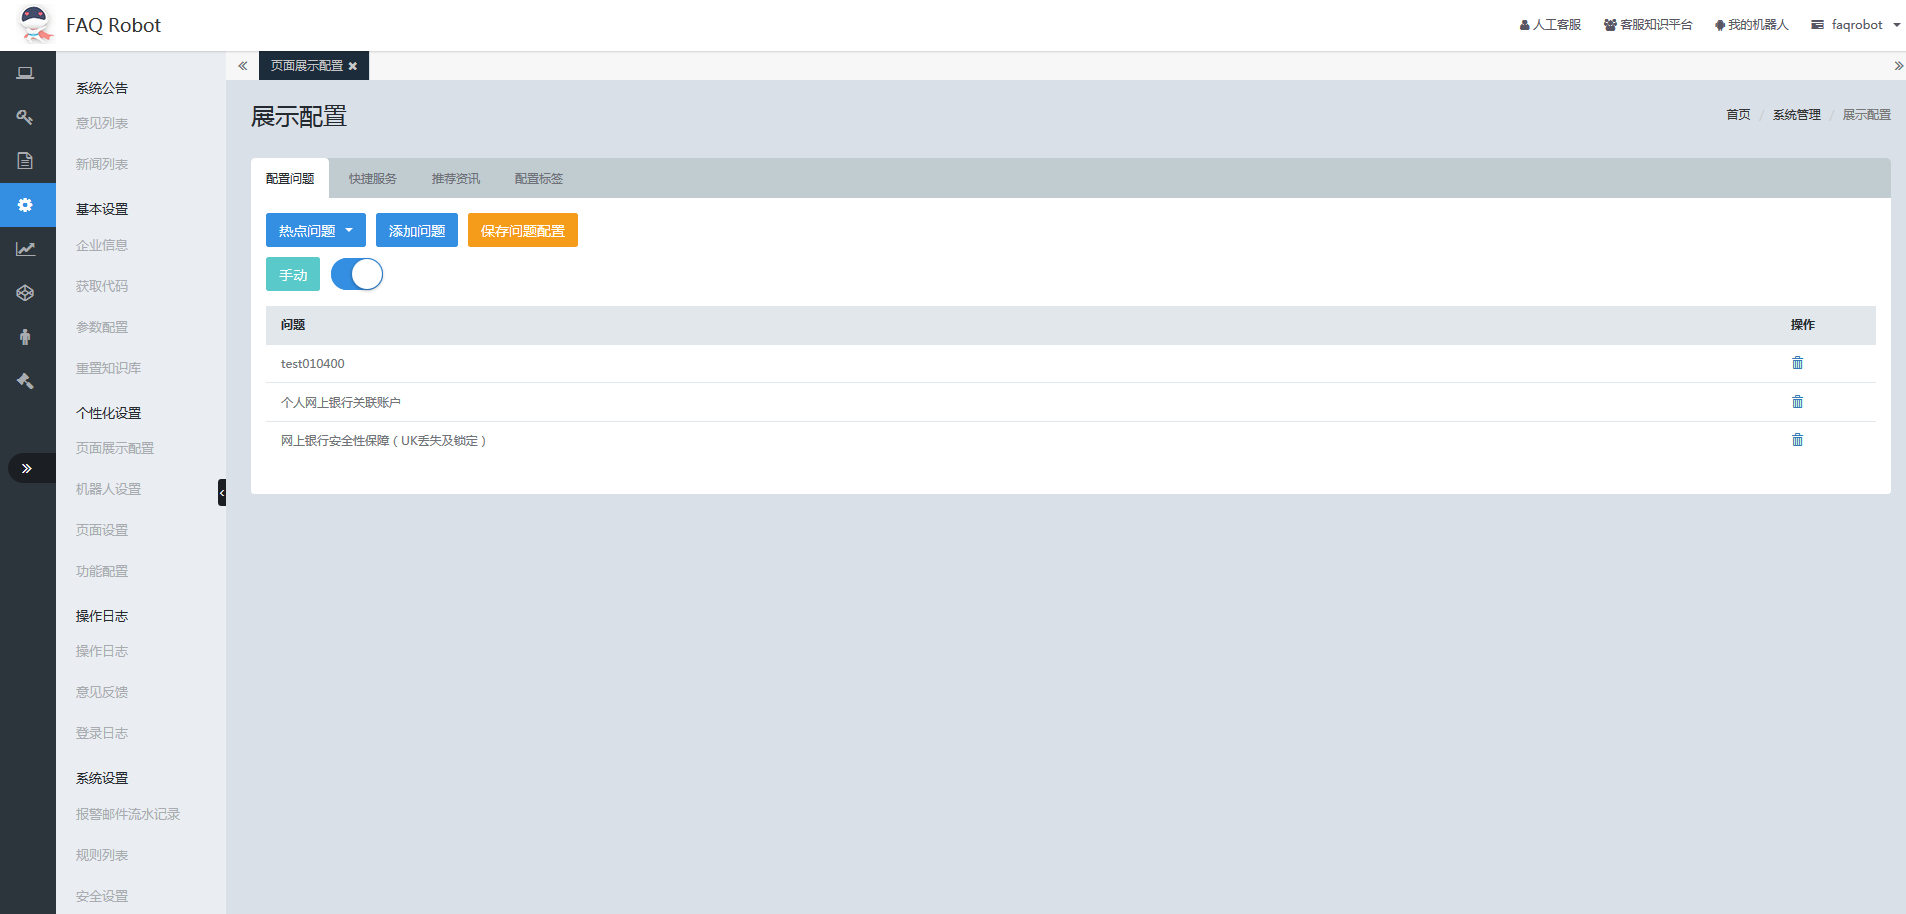 FAQ Robot
人工客服
客服知识平台
我的机器人
faqrobot
页面展示配置
系统公告
意见列表
新闻列表
基本设置
企业信息
获取代码
参数配置
重置知识库
个性化设置
页面展示配置
机器人设置
页面设置
功能配置
操作日志
操作日志
意见反馈
登录日志
系统设置
报警邮件流水记录
规则列表
安全设置
展示配置
首页 / 系统管理 / 展示配置
配置问题 快捷服务 推荐资讯 配置标签
热点问题 添加问题 保存问题配置
手动
问题 操作
test010400
个人网上银行关联账户
网上银行安全性保障（UK丢失及锁定）